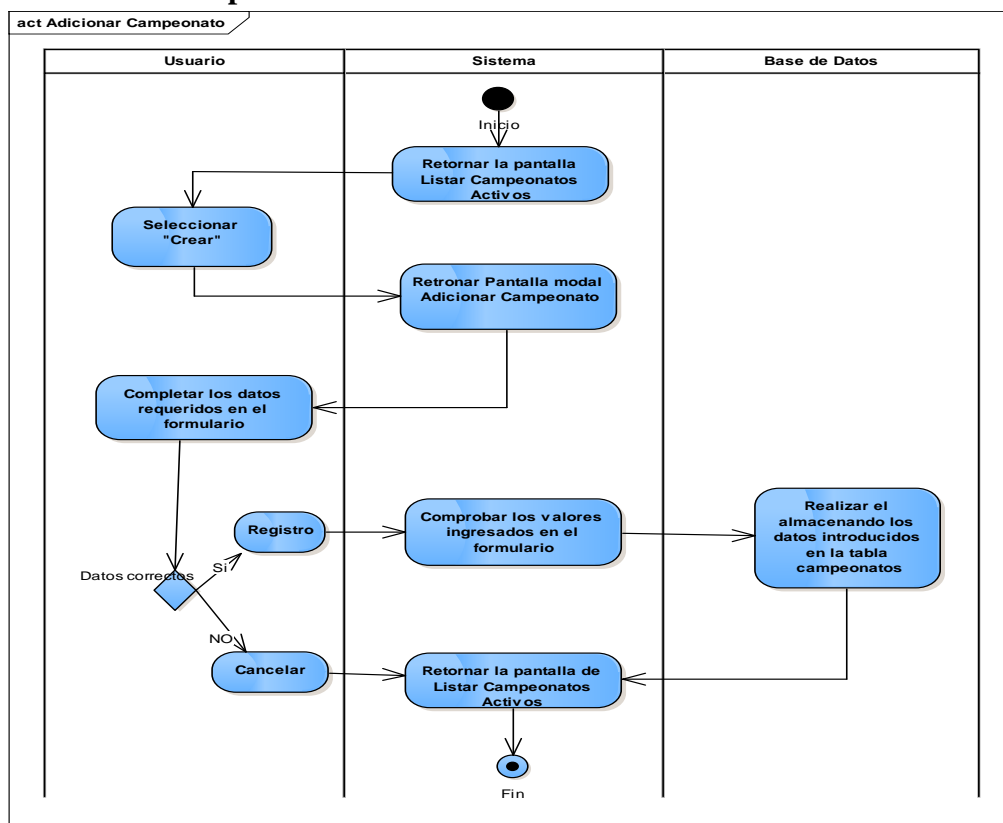 act Adicionar Campeonato
Usuario
Sistema
Base de Datos
Inicio
Retornar la pantalla
Listar Campeonatos
Activos
Seleccionar
"Crear"
Retronar Pantalla modal
Adicionar Campeonato
Completar los datos
requeridos en el
formulario
Datos correctos
Si
Registro
Comprobar los valores
ingresados en el
formulario
Realizar el
almacenando los
datos introducidos
en la tabla
campeonatos
NO
Cancelar
Retornar la pantalla de
Listar Campeonatos
Activos
Fin